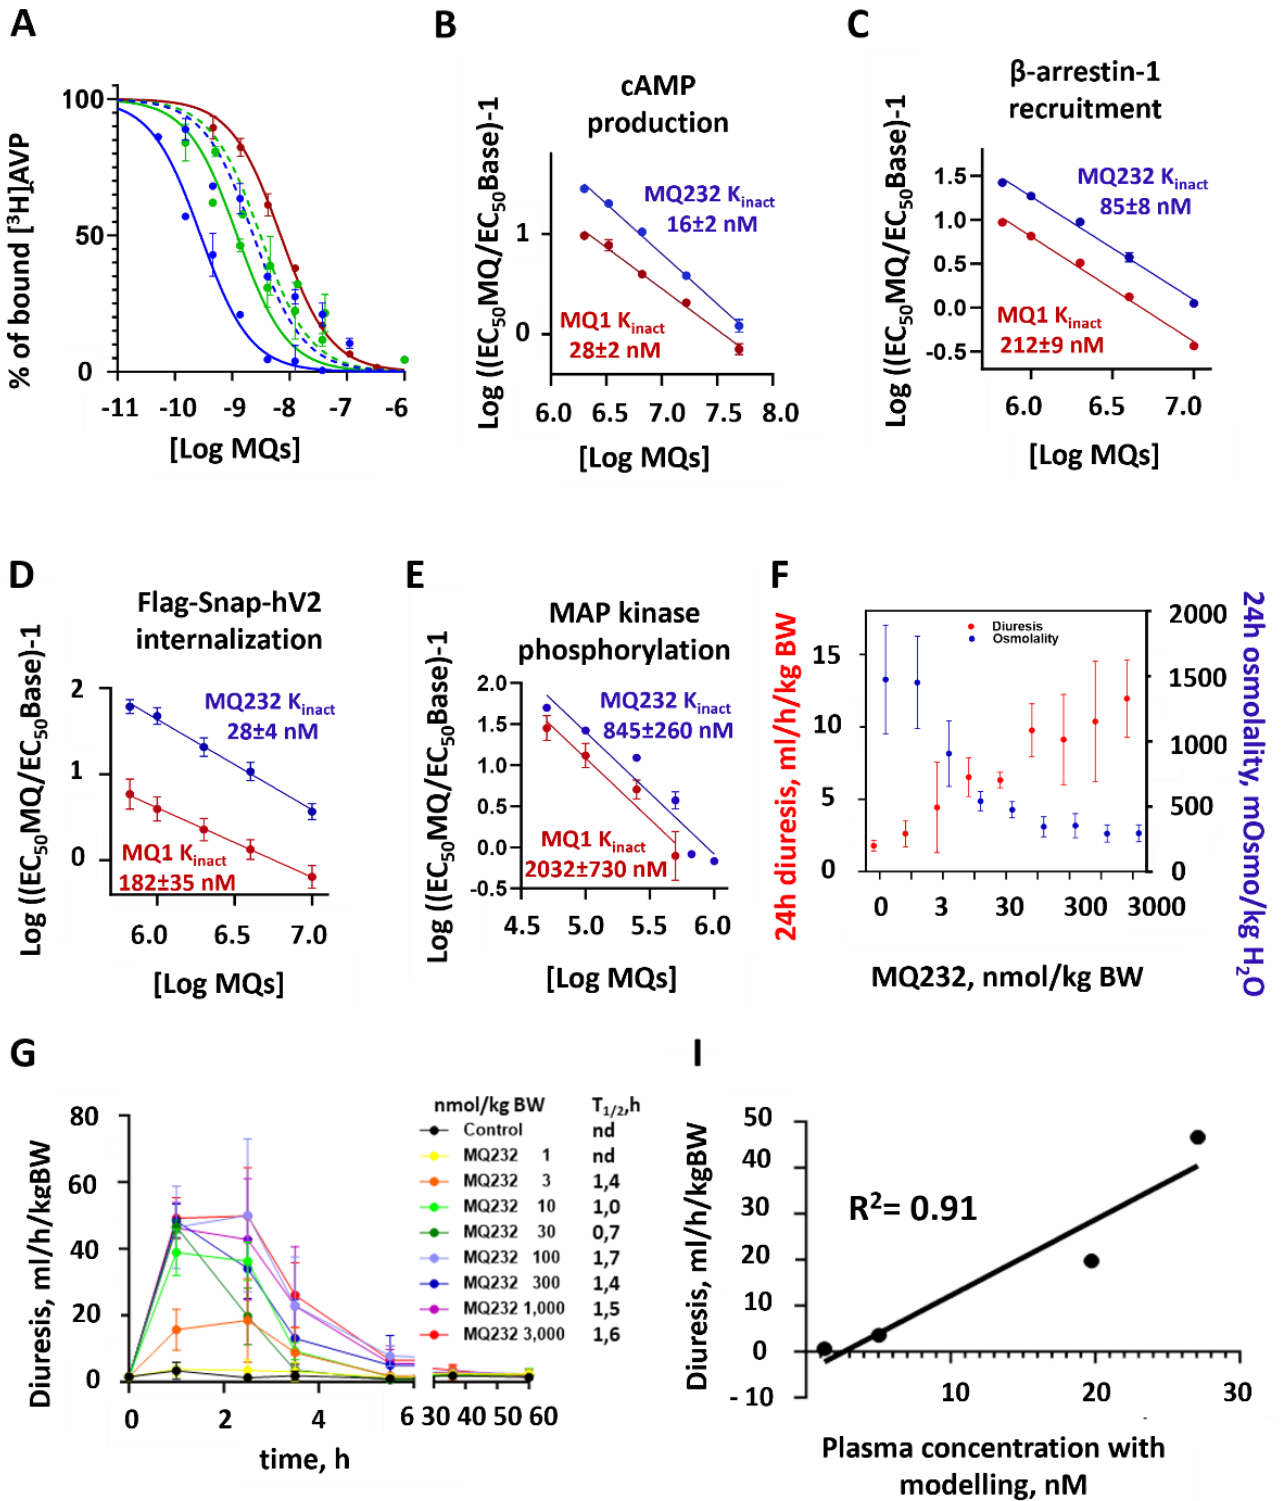 A
% of bound [³H]AVP
100
50
0
-11 -10 -9 -8 -7 -6
[Log MQs]
B
cAMP
production
Log ((EC₅₀MQ/EC₅₀Base)-1
1
0
MQ232 Kinact
16±2 nM
MQ1 Kinact
28±2 nM
6.0 6.5 7.0 7.5 8.0
[Log MQs]
C
β-arrestin-1
recruitment
Log ((EC₅₀MQ/EC₅₀Base)-1
1.5
1.0
0.5
0.0
-0.5
MQ232 Kinact
85±8 nM
MQ1 Kinact
212±9 nM
6.0 6.5 7.0
[Log MQs]
D
Flag-Snap-hV2
internalization
Log ((EC₅₀MQ/EC₅₀Base)-1
2
1
0
MQ232 Kinact
28±4 nM
MQ1 Kinact
182±35 nM
6.0 6.5 7.0
[Log MQs]
E
MAP kinase
phosphorylation
Log ((EC₅₀MQ/EC₅₀Base)-1
2.0
1.5
1.0
0.5
0.0
-0.5
MQ232 Kinact
845±260 nM
MQ1 Kinact
2032±730 nM
4.5 5.0 5.5 6.0
[Log MQs]
F
24h diuresis, ml/h/kg BW
15
10
5
0
Diuresis
Osmolality
2000
1500
1000
500
0
24h osmolality, mOsmo/kg H₂O
0 3 30 300 3000
MQ232, nmol/kg BW
G
Diuresis, ml/h/kgBW
80
60
40
20
0
nmol/kg BW T₁/₂,h
Control nd
MQ232 1 nd
MQ232 3 1,4
MQ232 10 1,0
MQ232 30 0,7
MQ232 100 1,7
MQ232 300 1,4
MQ232 1,000 1,5
MQ232 3,000 1,6
0 2 4 6 30 40 50 60
time, h
I
Diuresis, ml/h/kgBW
50
40
30
20
10
0
- 10
R²= 0.91
10 20 30
Plasma concentration with
modelling, nM